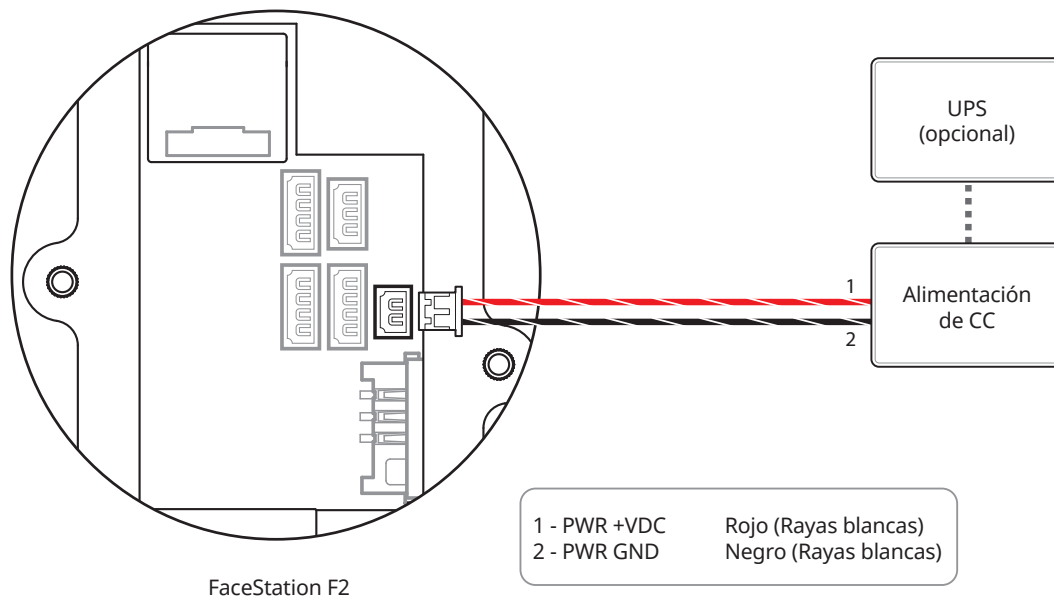 UPS
(opcional)
1
Alimentación
de CC
2
1 - PWR +VDC Rojo (Rayas blancas)
2 - PWR GND Negro (Rayas blancas)
FaceStation F2